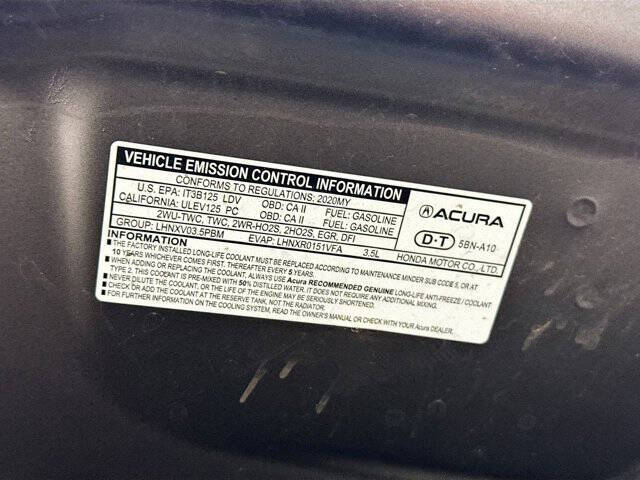 VEHICLE EMISSION CONTROL INFORMATION
CONFORMS TO REGULATIONS: 2020MY
U.S. EPA: IT3B125 LDV OBD: CA II FUEL: GASOLINE
CALIFORNIA: ULEV125 PC OBD: CA II FUEL: GASOLINE
2WU-TWC, TWC, 2WR-HO2S, 2HO2S, EGR, DFI
GROUP: LHNXV03.5PBM EVAP: LHNXR0151VFA 3.5L
ACURA
D-T 5BN-A10
HONDA MOTOR CO., LTD.
THE FACTORY-FILLED LONG-LIFE COOLANT MUST BE REPLACED ACCORDING TO MAINTENANCE MINDER SUB CODE 5, OR AT
10 YEARS WHICHEVER COMES FIRST. THEREAFTER EVERY 5 YEARS.
WHEN REPLACING THE COOLANT, ALWAYS USE Acura RECOMMENDED GENUINE LONG-LIFE ANTI-FREEZE / COOLANT
TYPE 2. THIS COOLANT IS PRE-MIXED WITH 50% DISTILLED WATER. IT DOES NOT REQUIRE ANY ADDITIONAL MIXING.
NEVER DILUTE THE COOLANT, OR THE LIFE OF THE ENGINE MAY BE SERIOUSLY SHORTENED.
CHECK OR ADD COOLANT AT THE RESERVE TANK, NOT THE RADIATOR.
FOR FURTHER INFORMATION ON THE COOLING SYSTEM, READ THE OWNER'S MANUAL OR CHECK WITH YOUR Acura DEALER.